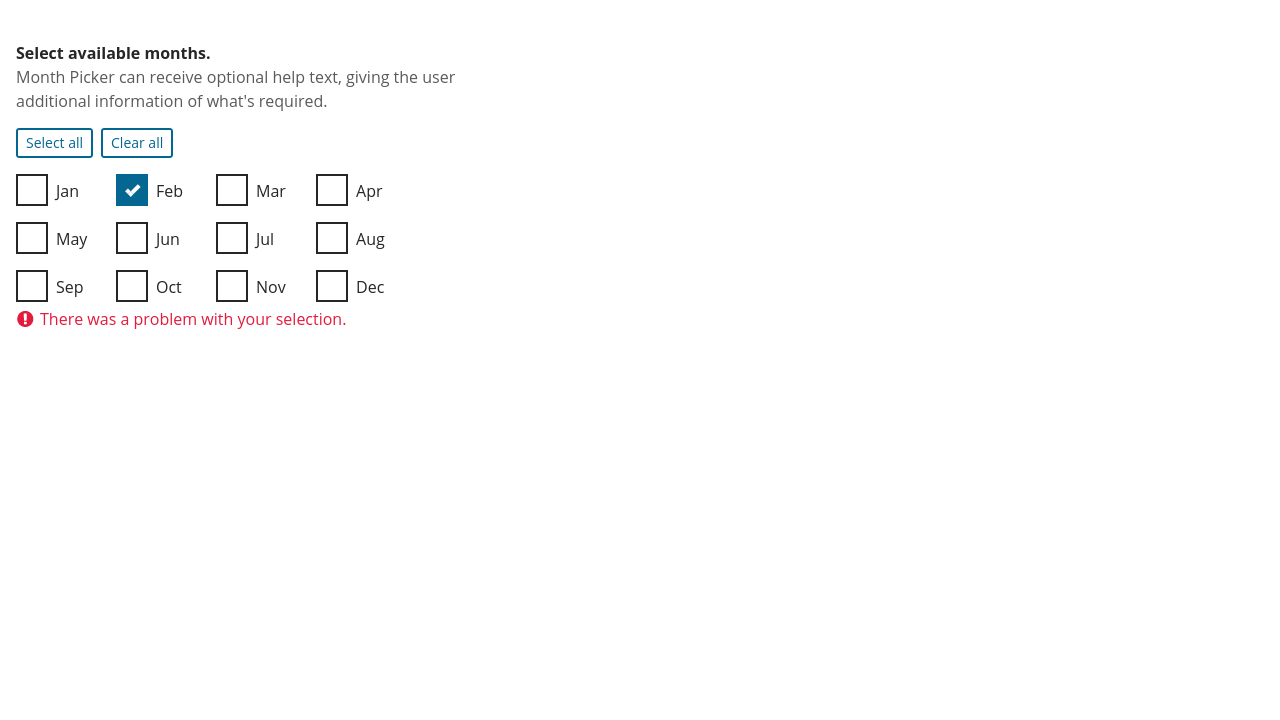 Select available months.
Month Picker can receive optional help text, giving the user
additional information of what's required.
Select all Clear all
Jan Feb Mar Apr
May Jun Jul Aug
Sep Oct Nov Dec
There was a problem with your selection.